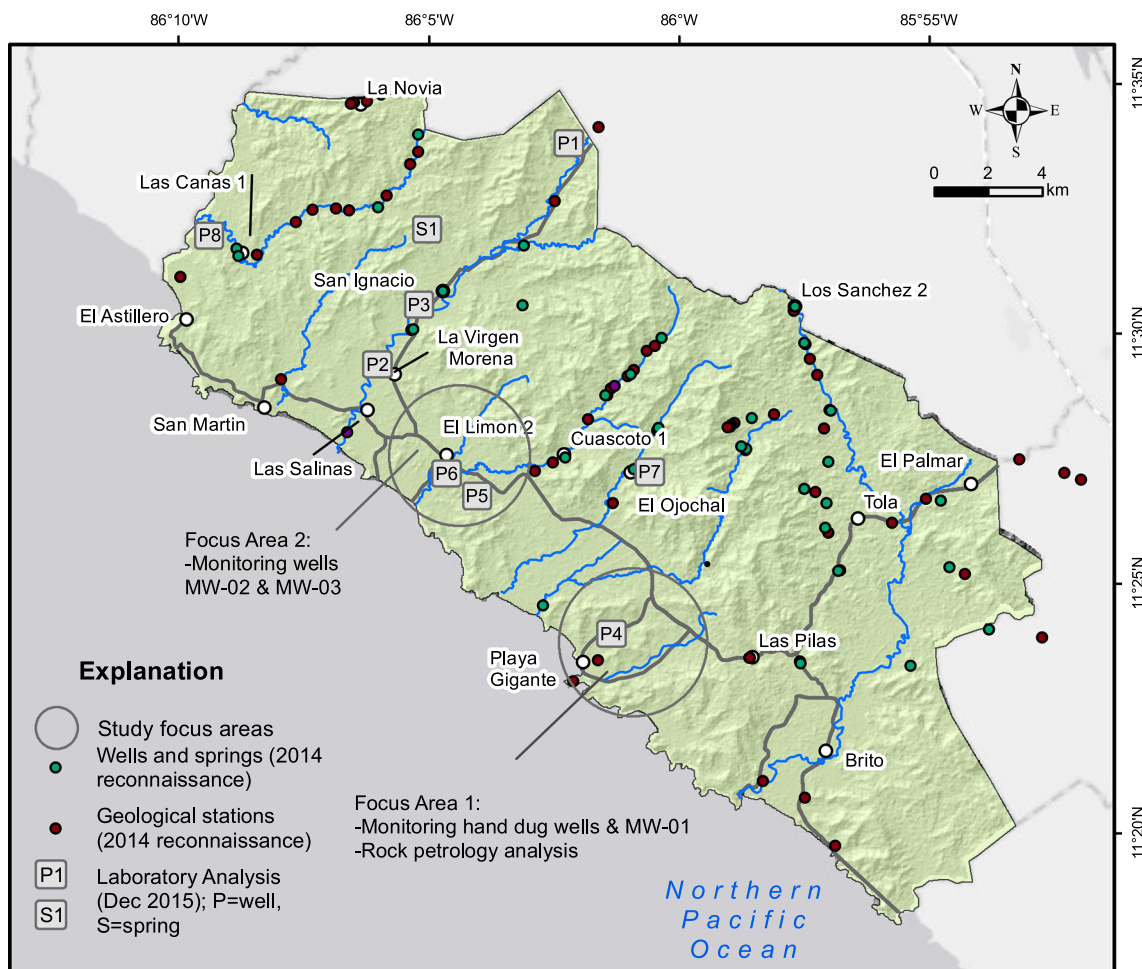 86°10'W
86°5'W
86°W
85°55'W
11°35'N
11°30'N
11°25'N
11°20'N
N
W
E
S
0
2
4
km
La Novia
P1
Las Canas 1
P8
S1
San Ignacio
P3
Los Sanchez 2
El Astillero
La Virgen
Morena
P2
San Martin
El Limon 2
Cuascoto 1
Las Salinas
P6
P5
P7
El Palmar
El Ojochal
Tola
Focus Area 2:
-Monitoring wells
MW-02 & MW-03
P4
Las Pilas
Playa
Gigante
Brito
Explanation
Study focus areas
Wells and springs (2014
reconnaissance)
Geological stations
(2014 reconnaissance)
P1
S1
Laboratory Analysis
(Dec 2015); P=well,
S=spring
Focus Area 1:
-Monitoring hand dug wells & MW-01
-Rock petrology analysis
Northern
Pacific
Ocean